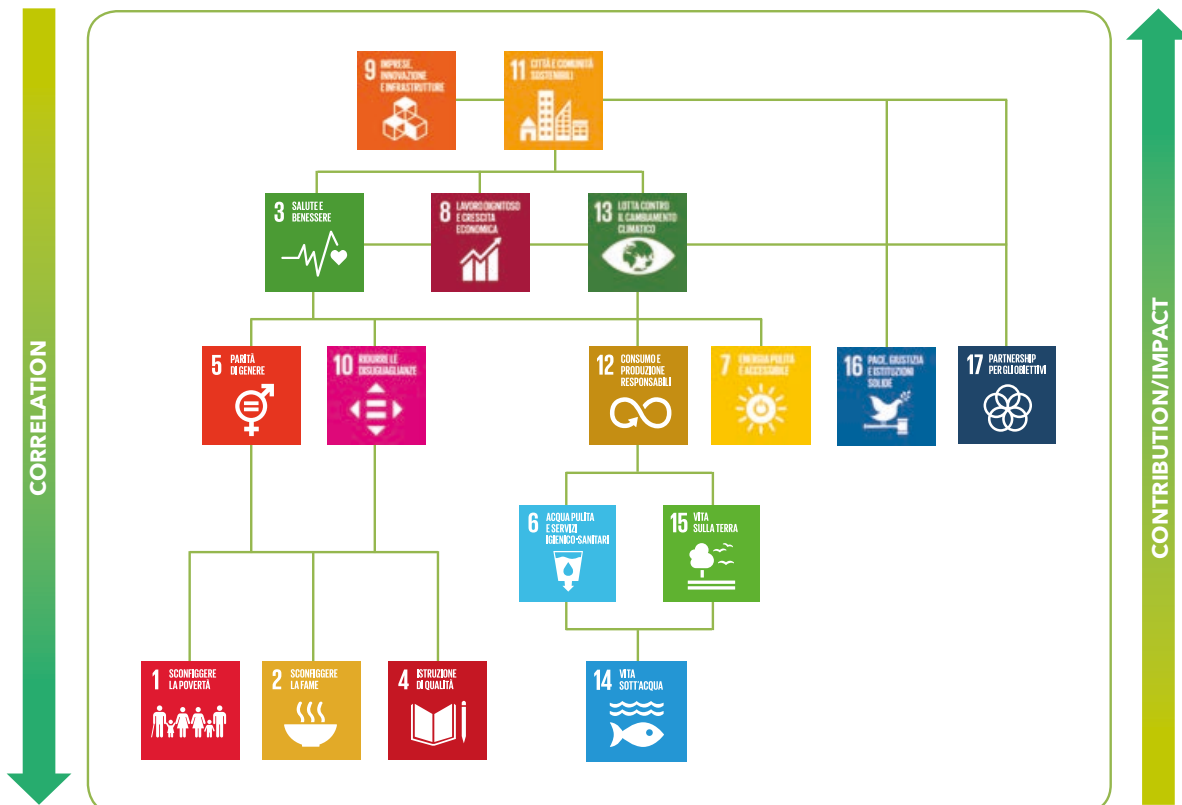 CORRELATION
CONTRIBUTION/IMPACT
9 IMPRESE,
INNOVAZIONE
E INFRASTRUTTURE
11 CITTÀ E COMUNITÀ
SOSTENIBILI
3 SALUTE E
BENESSERE
8 LAVORO DIGNITOSO
E CRESCITA
ECONOMICA
13 LOTTA CONTRO
IL CAMBIAMENTO
CLIMATICO
5 PARITÀ
DI GENERE
10 RIDURRE LE
DISUGUAGLIANZE
12 CONSUMO E
PRODUZIONE
RESPONSABILI
7 ENERGIA PULITA
E ACCESSIBILE
16 PACE, GIUSTIZIA
E ISTITUZIONI
SOLIDE
17 PARTNERSHIP
PER GLI OBIETTIVI
6 ACQUA PULITA
E SERVIZI
IGIENICO-SANITARI
15 VITA
SULLA TERRA
1 SCONFIGGERE
LA POVERTÀ
2 SCONFIGGERE
LA FAME
4 ISTRUZIONE
DI QUALITÀ
14 VITA
SOTT'ACQUA